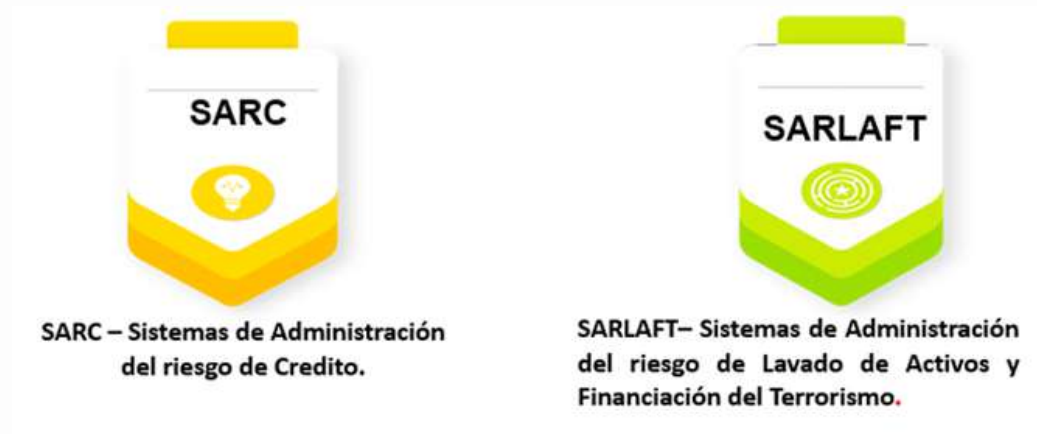 SARC
SARC – Sistemas de Administración
del riesgo de Credito.
SARLAFT
SARLAFT– Sistemas de Administración
del riesgo de Lavado de Activos y
Financiación del Terrorismo.